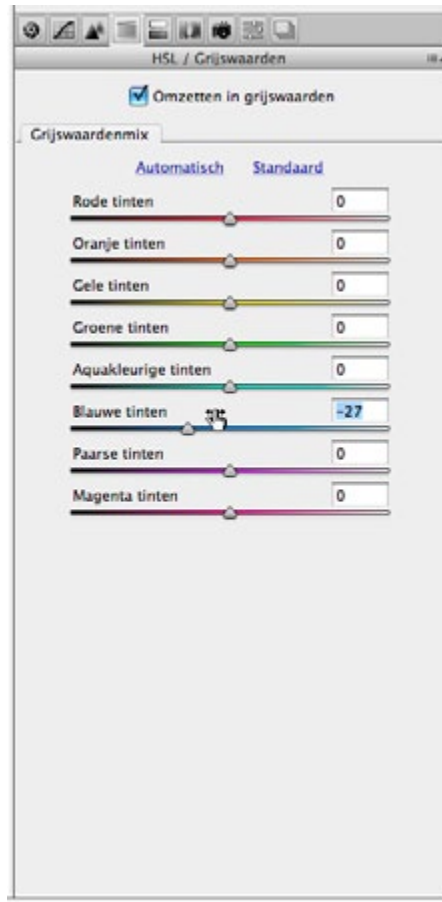 HSL / Grijswaarden
Omzetten in grijswaarden
Grijswaardenmix
Automatisch Standaard
Rode tinten 0
Oranje tinten 0
Gele tinten 0
Groene tinten 0
Aquakleurige tinten 0
Blauwe tinten -27
Paarse tinten 0
Magenta tinten 0